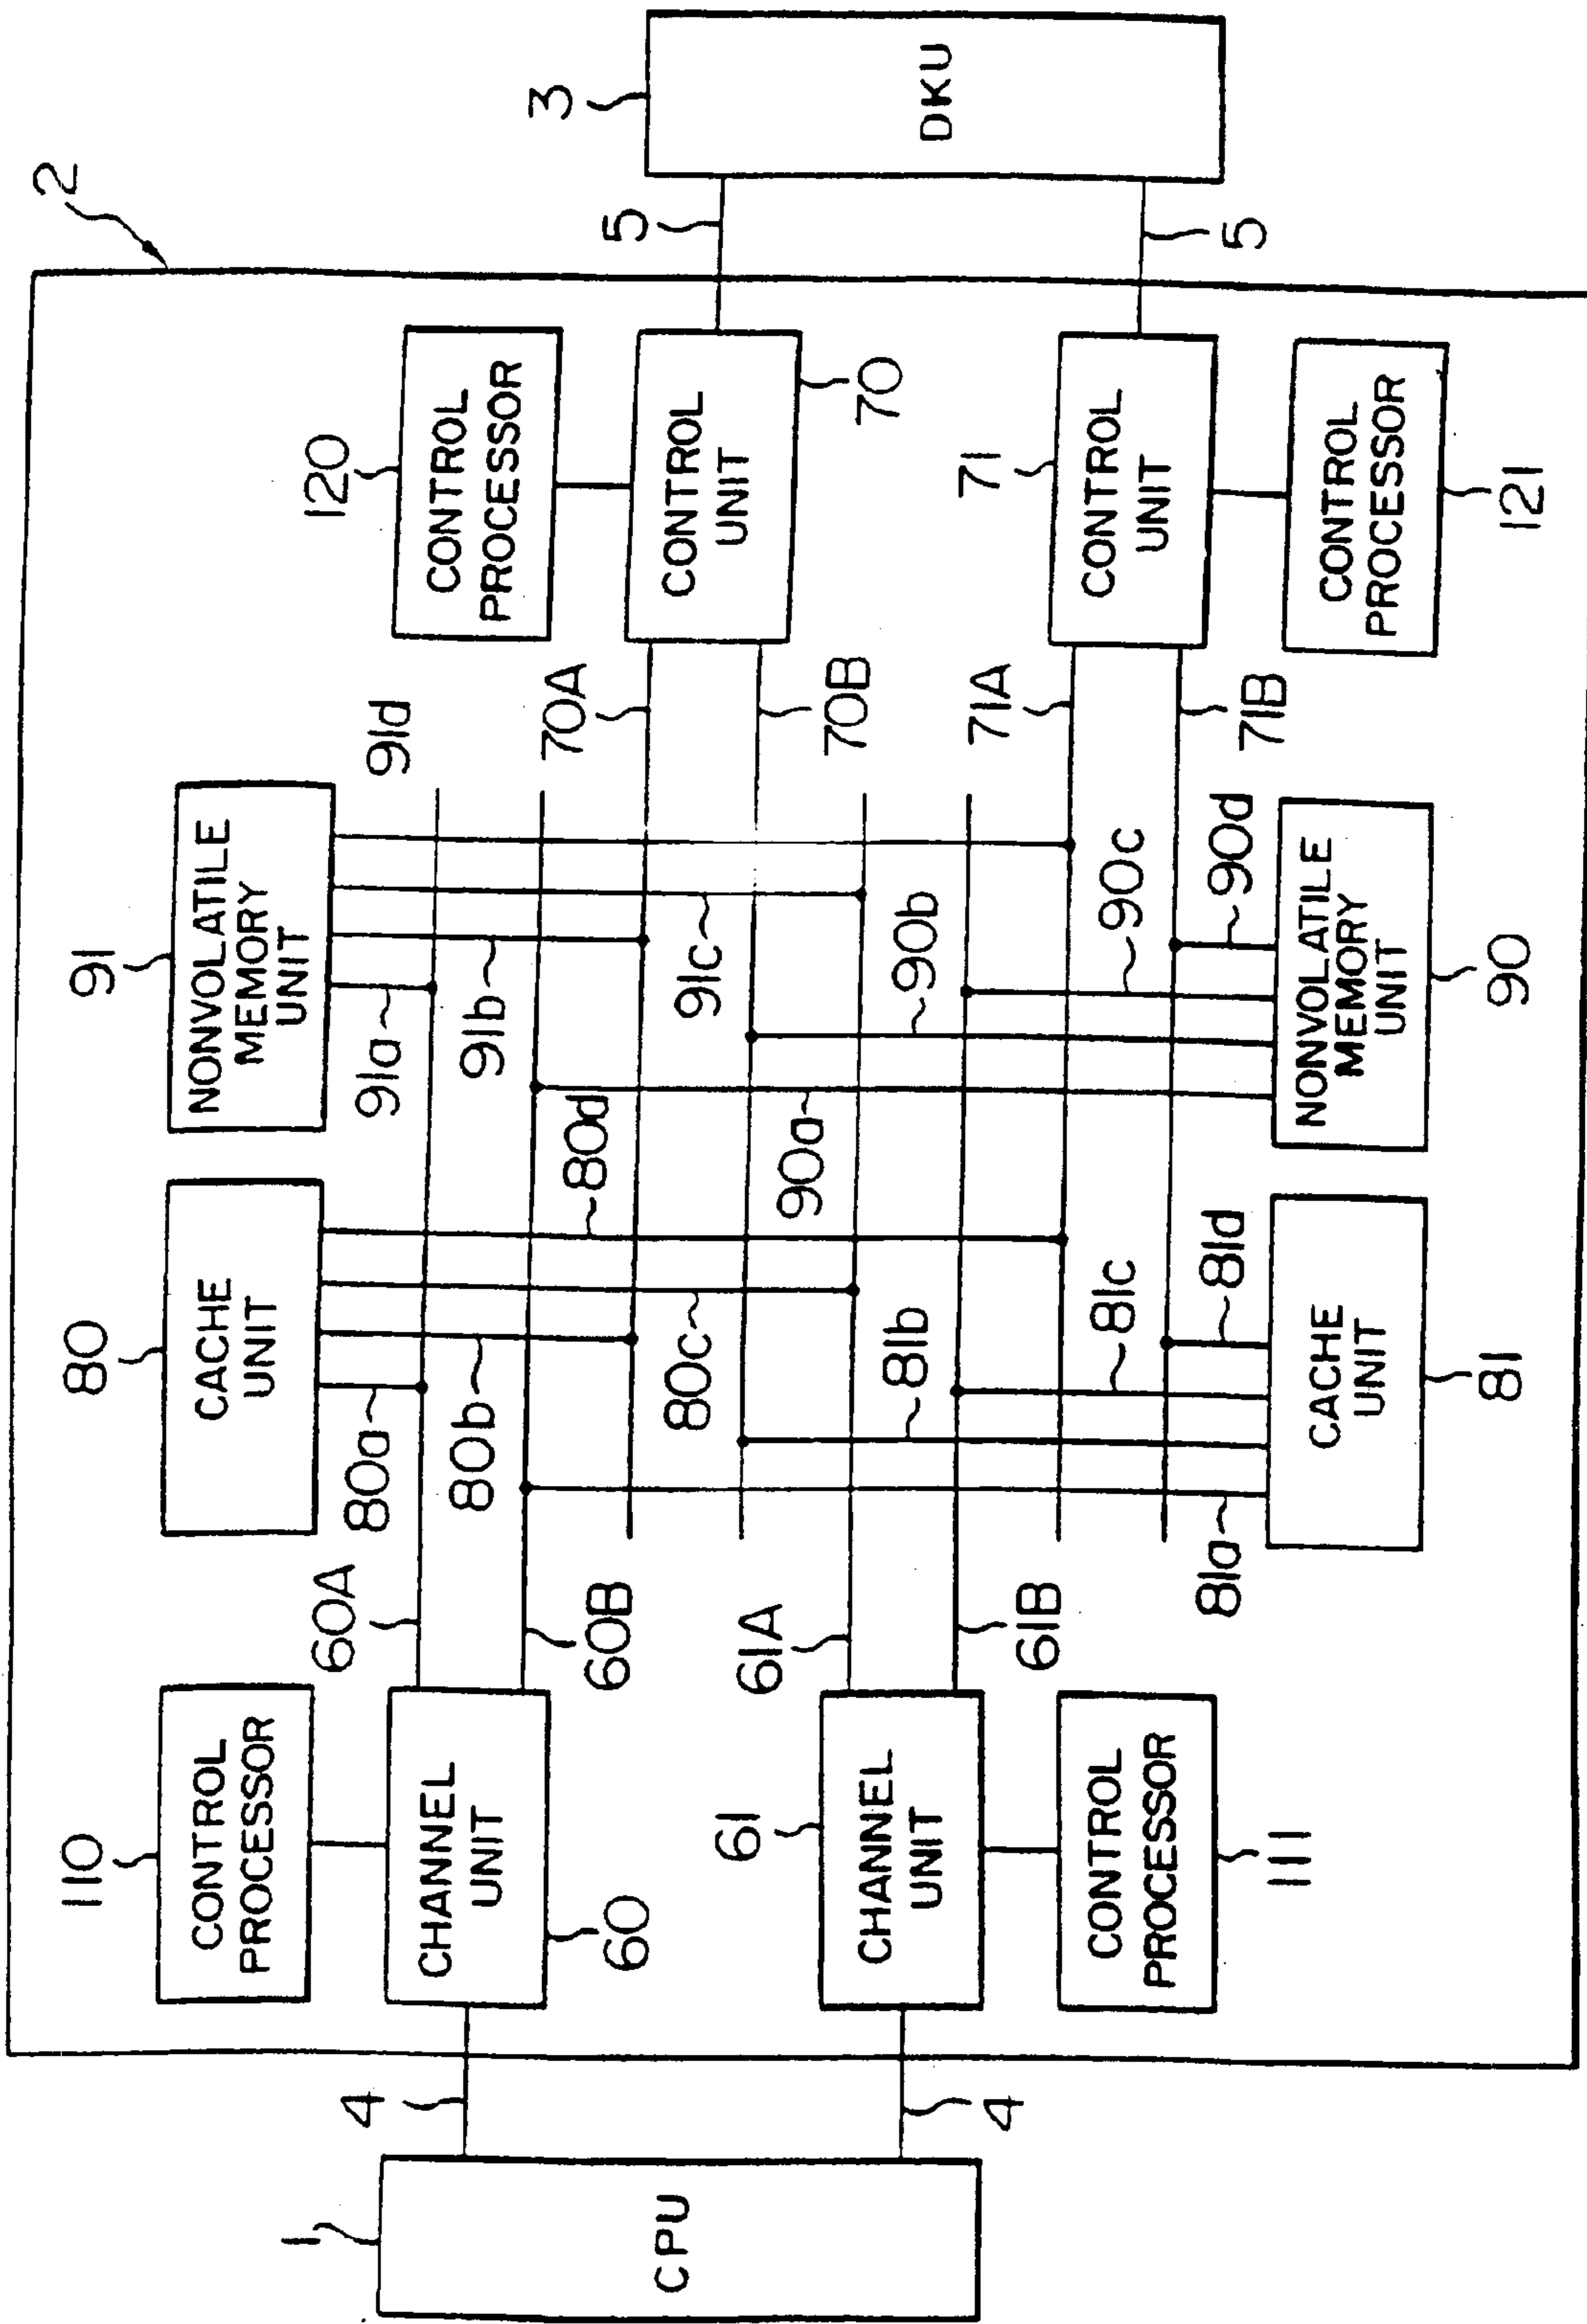 2
110
CONTROL
PROCESSOR
80
CACHE
UNIT
91
NONVOLATILE
MEMORY
UNIT
120
CONTROL
PROCESSOR
3
DKU
1
CPU
4
4
5
5
CHANNEL
UNIT
60
60A
60B
80a
80b
80c
80d
91a
91b
91c
91d
70A
70B
CONTROL
UNIT
70
61
CHANNEL
UNIT
61A
61B
81a
81b
81c
81d
90a
90b
90c
90d
71A
71B
71
CONTROL
UNIT
CONTROL
PROCESSOR
111
CACHE
UNIT
81
NONVOLATILE
MEMORY
UNIT
90
CONTROL
PROCESSOR
121